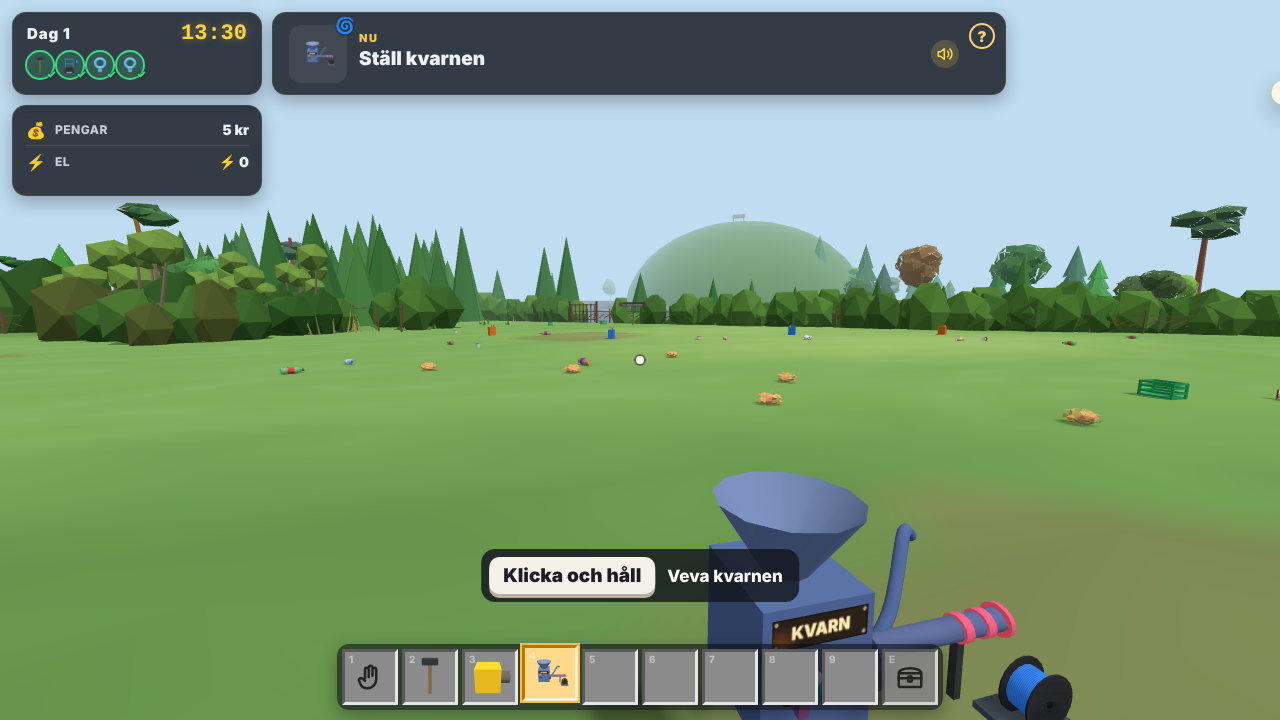 Dag 1
13:30
NU
Ställ kvarnen
?
PENGAR
5 kr
EL
0
Klicka och håll
Veva kvarnen
KVARN
1
2
3
4
5
6
7
8
9
E